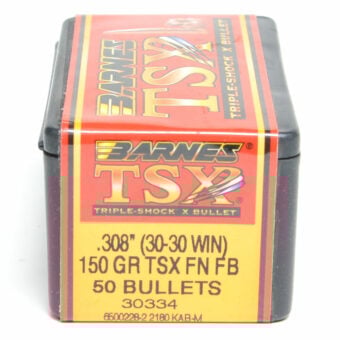 BARNES
TSX
TRIPLE-SHOCK X BULLET
BARNES®
TSX®
TRIPLE-SHOCK X BULLET
.308" (30-30 WIN)
150 GR TSX FN FB
50 BULLETS
30334
6500228-2 2180 KAB-M